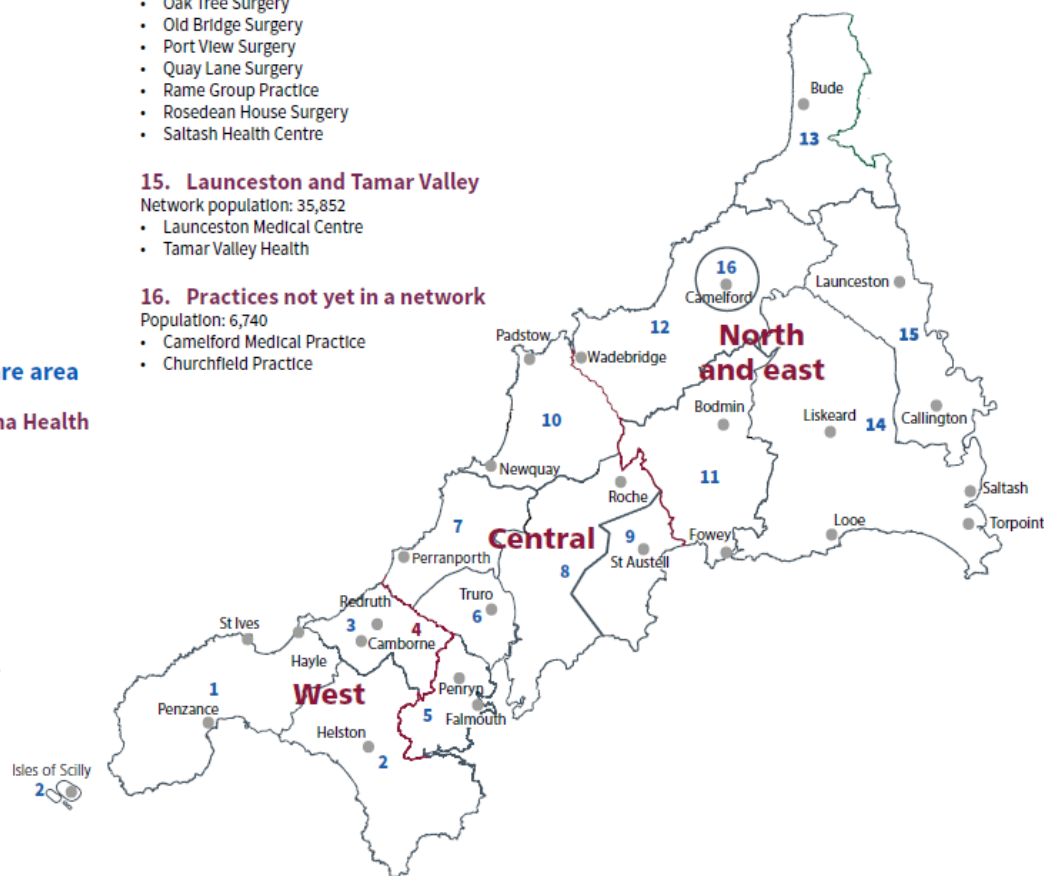 • Oak Tree Surgery
• Old Bridge Surgery
• Port View Surgery
• Quay Lane Surgery
• Rame Group Practice
• Rosedean House Surgery
• Saltash Health Centre
15. Launceston and Tamar Valley
Network population: 35,852
• Launceston Medical Centre
• Tamar Valley Health
16. Practices not yet in a network
Population: 6,740
• Camelford Medical Practice
• Churchfield Practice
re area
na Health
Bude
13
16
Camelford
Launceston
12
North
and east
15
Padstow
Wadebridge
10
Bodmin
Liskeard
14
Callington
Newquay
11
Roche
Saltash
7
Central
9
Fowey
Looe
Torpoint
Perranporth
8
St Austell
Redruth
Truro
6
St Ives
3
4
Camborne
Hayle
1
West
Penryn
Penzance
5
Falmouth
Helston
2
Isles of Scilly
2